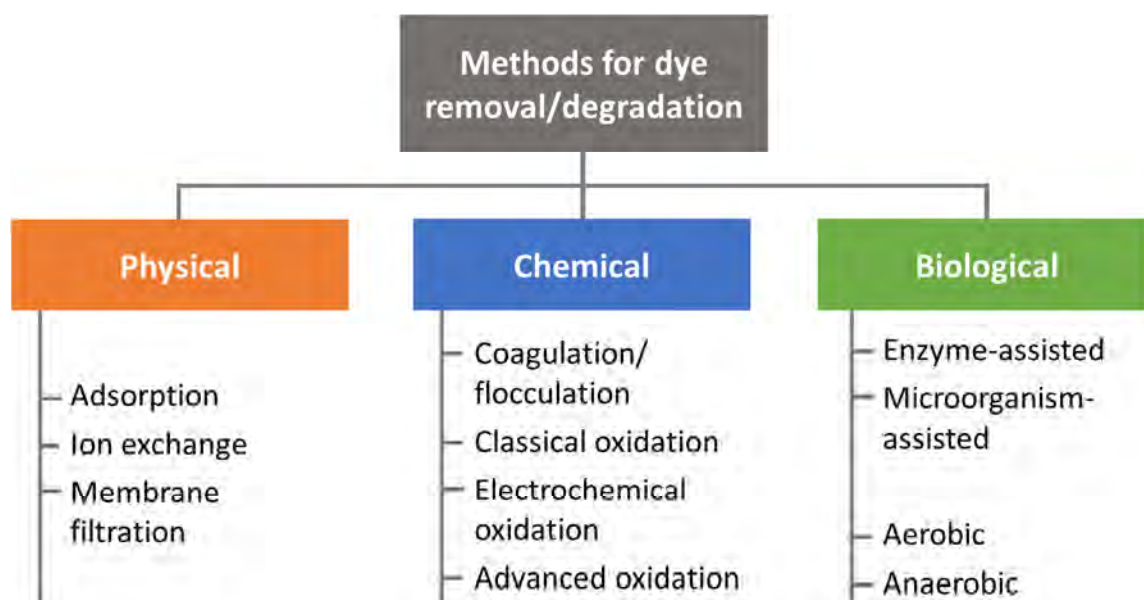 Methods for dye
removal/degradation
Physical
Adsorption
Ion exchange
Membrane
filtration
Chemical
Coagulation/
flocculation
Classical oxidation
Electrochemical
oxidation
Advanced oxidation
Biological
Enzyme-assisted
Microorganism-
assisted
Aerobic
Anaerobic